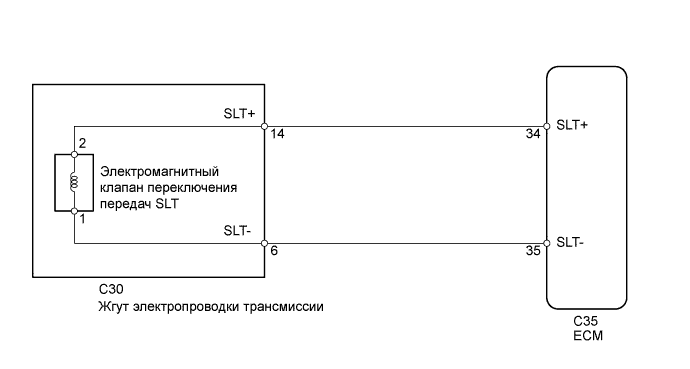 SLT+
14
34
SLT+
2
Электромагнитный
клапан переключения
передач SLT
1
SLT-
6
35
SLT-
C30
Жгут электропроводки трансмиссии
C35
ECM